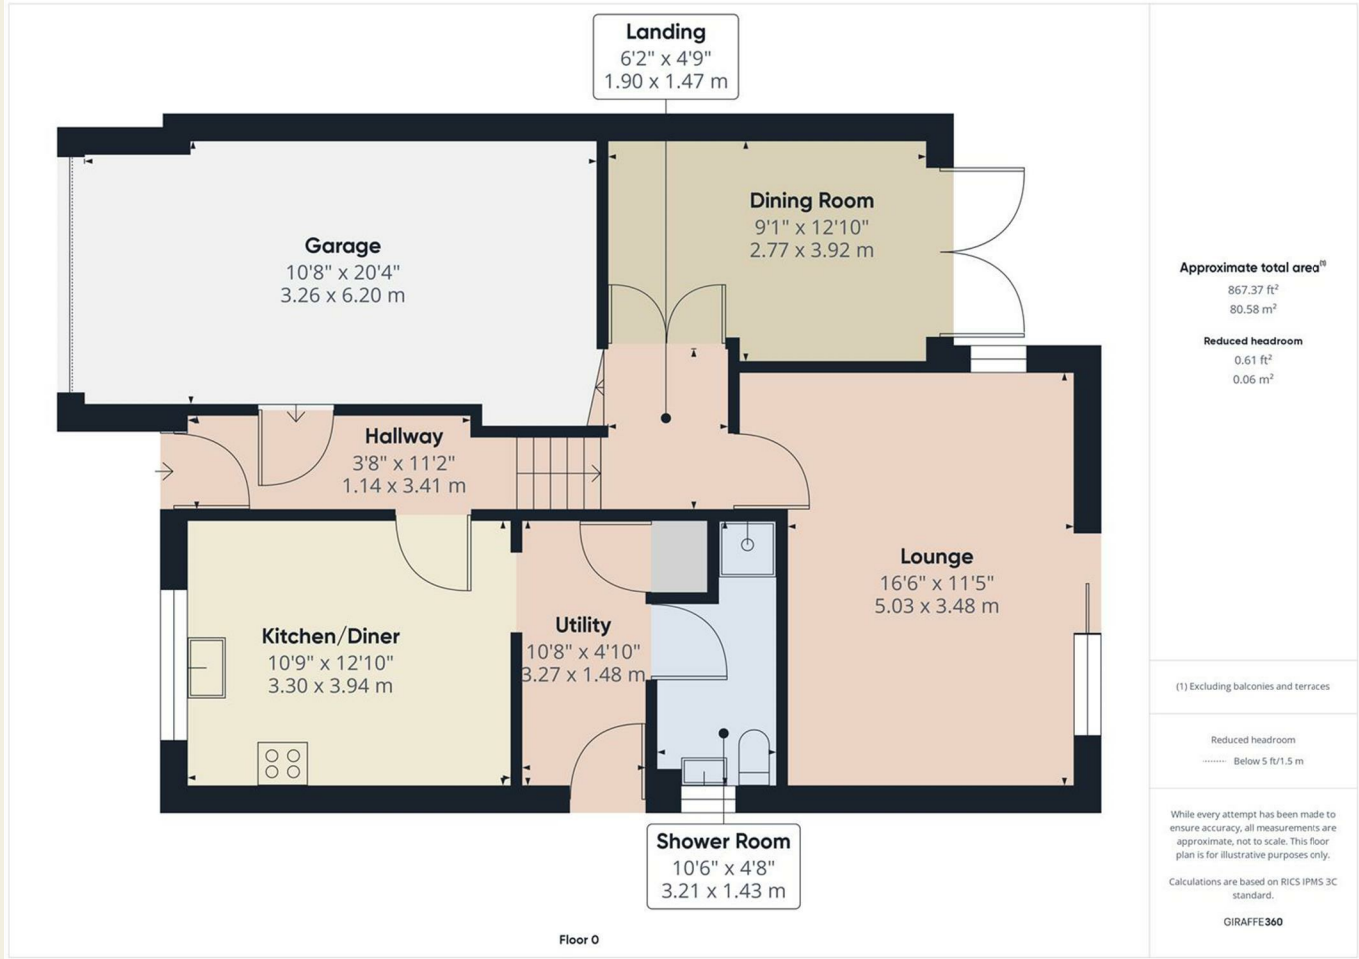 Landing
6'2" x 4'9"
1.90 x 1.47 m
Dining Room
9'1" x 12'10"
2.77 x 3.92 m
Garage
10'8" x 20'4"
3.26 x 6.20 m
Hallway
3'8" x 11'2"
1.14 x 3.41 m
Lounge
16'6" x 11'5"
5.03 x 3.48 m
Kitchen/Diner
10'9" x 12'10"
3.30 x 3.94 m
Utility
10'8" x 4'10"
3.27 x 1.48 m
Shower Room
10'6" x 4'8"
3.21 x 1.43 m
Floor 0
Approximate total area(1)
867.37 ft²
80.58 m²
Reduced headroom
0.61 ft²
0.06 m²
(1) Excluding balconies and terraces
Reduced headroom
Below 5 ft/1.5 m
While every attempt has been made to
ensure accuracy, all measurements are
approximate, not to scale. This floor
plan is for illustrative purposes only.
Calculations are based on RICS IPMS 3C
standard.
GIRAFFE360